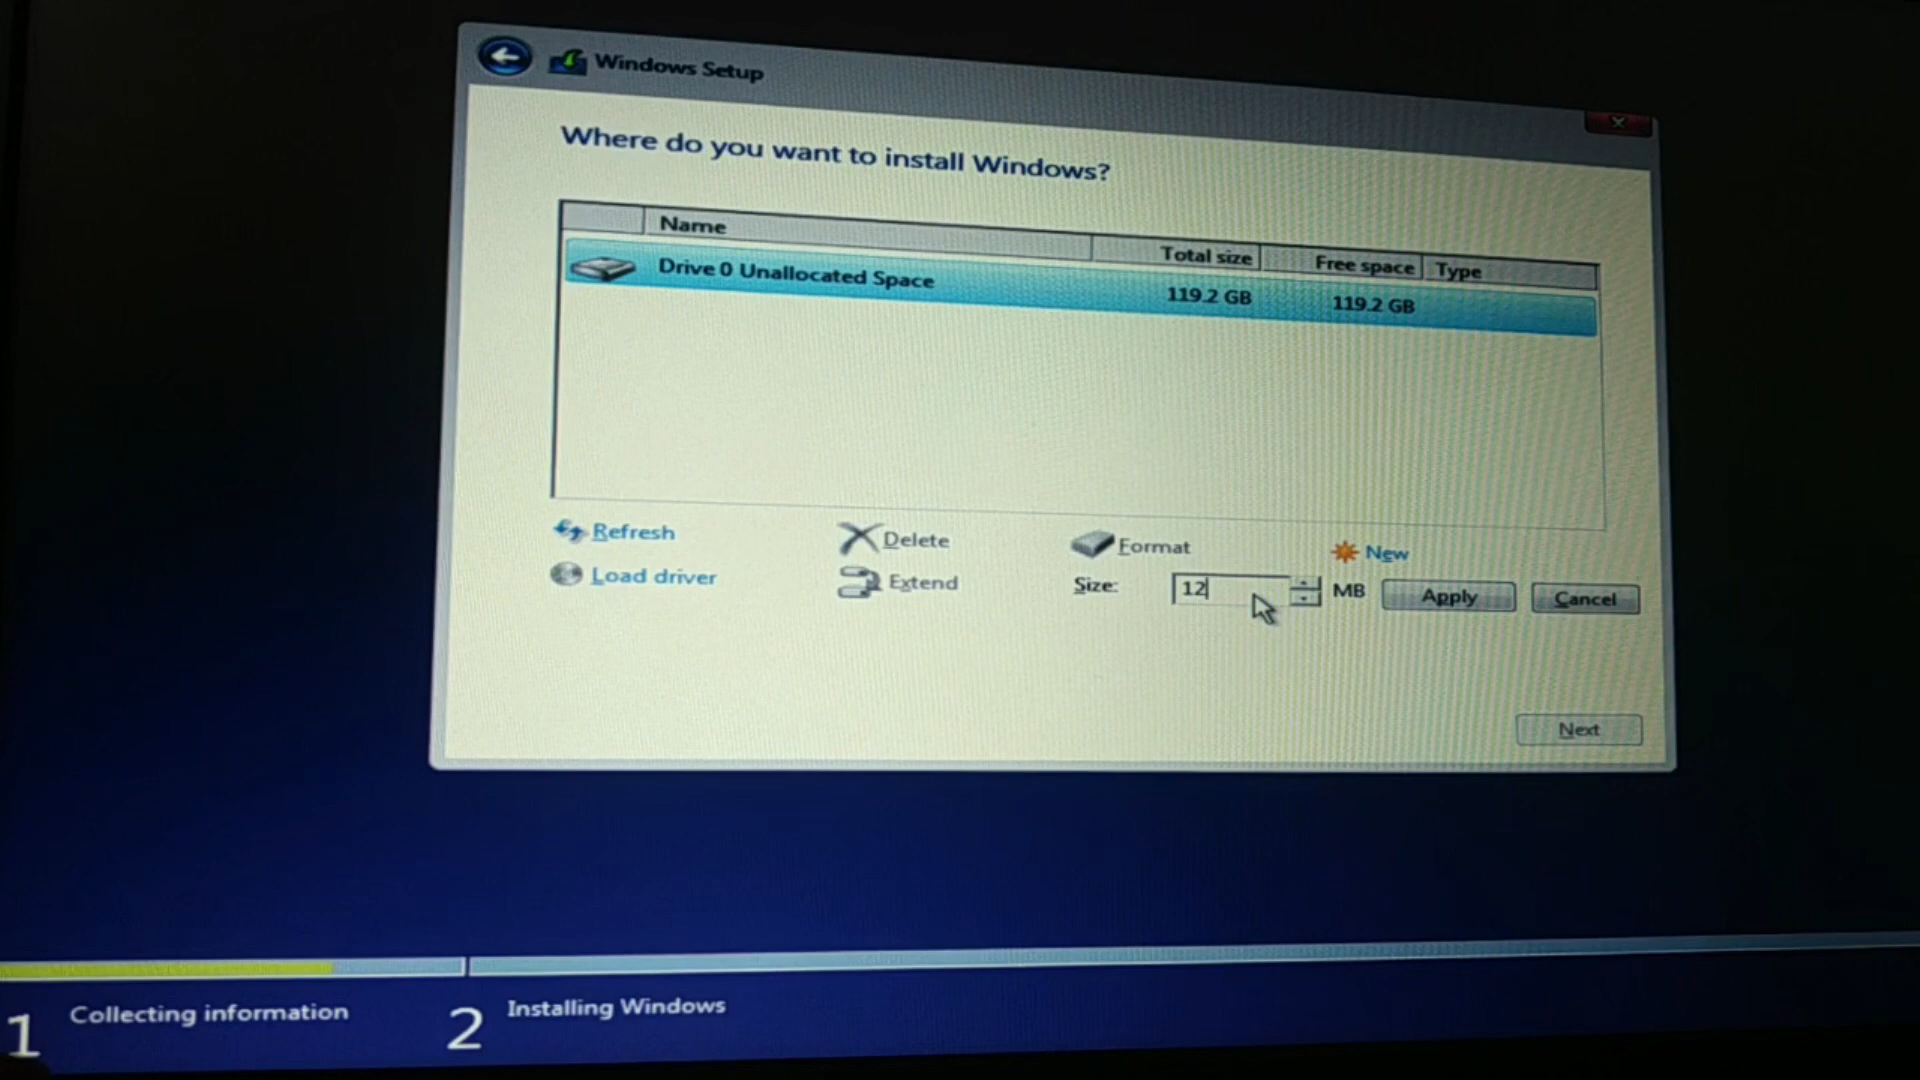 Windows Setup
Where do you want to install Windows?
Name Total size Free space Type
Drive 0 Unallocated Space 119.2 GB 119.2 GB
Refresh Delete Format New
Load driver Extend Size: 12 MB Apply Cancel
Next
1 Collecting information 2 Installing Windows